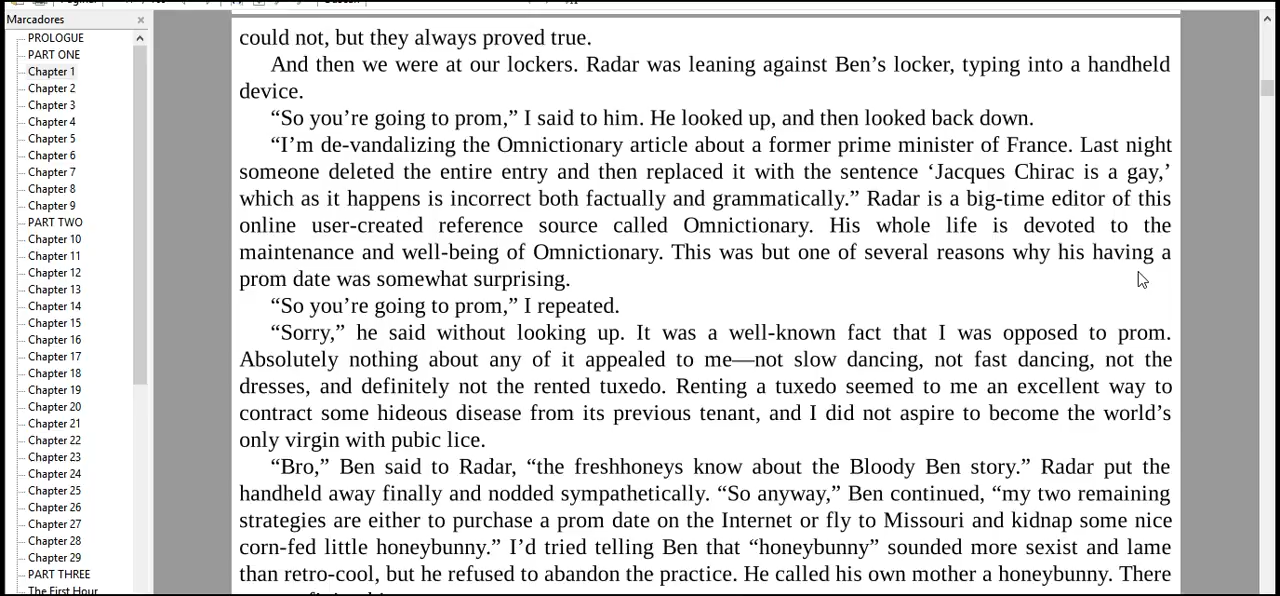 Marcadores
PROLOGUE
PART ONE
Chapter 1
Chapter 2
Chapter 3
Chapter 4
Chapter 5
Chapter 6
Chapter 7
Chapter 8
Chapter 9
PART TWO
Chapter 10
Chapter 11
Chapter 12
Chapter 13
Chapter 14
Chapter 15
Chapter 16
Chapter 17
Chapter 18
Chapter 19
Chapter 20
Chapter 21
Chapter 22
Chapter 23
Chapter 24
Chapter 25
Chapter 26
Chapter 27
Chapter 28
Chapter 29
PART THREE
The First Hour
could not, but they always proved true.
And then we were at our lockers. Radar was leaning against Ben’s locker, typing into a handheld
device.
“So you’re going to prom,” I said to him. He looked up, and then looked back down.
“I’m de-vandalizing the Omnictionary article about a former prime minister of France. Last night
someone deleted the entire entry and then replaced it with the sentence ‘Jacques Chirac is a gay,’
which as it happens is incorrect both factually and grammatically.” Radar is a big-time editor of this
online user-created reference source called Omnictionary. His whole life is devoted to the
maintenance and well-being of Omnictionary. This was but one of several reasons why his having a
prom date was somewhat surprising.
“So you’re going to prom,” I repeated.
“Sorry,” he said without looking up. It was a well-known fact that I was opposed to prom.
Absolutely nothing about any of it appealed to me—not slow dancing, not fast dancing, not the
dresses, and definitely not the rented tuxedo. Renting a tuxedo seemed to me an excellent way to
contract some hideous disease from its previous tenant, and I did not aspire to become the world’s
only virgin with pubic lice.
“Bro,” Ben said to Radar, “the freshhoneys know about the Bloody Ben story.” Radar put the
handheld away finally and nodded sympathetically. “So anyway,” Ben continued, “my two remaining
strategies are either to purchase a prom date on the Internet or fly to Missouri and kidnap some nice
corn-fed little honeybunny.” I’d tried telling Ben that “honeybunny” sounded more sexist and lame
than retro-cool, but he refused to abandon the practice. He called his own mother a honeybunny. There